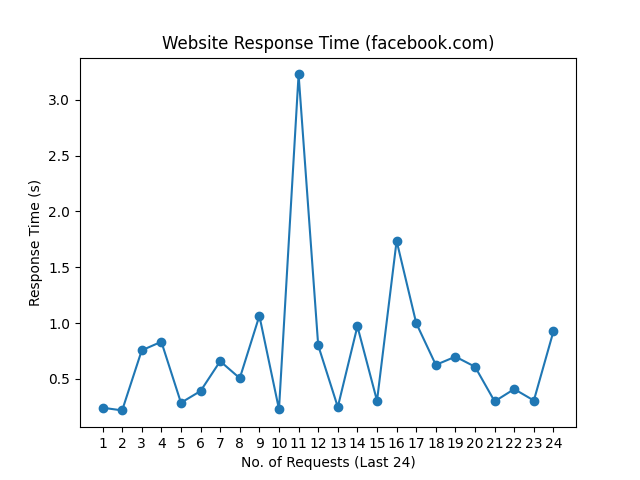 Website Response Time (facebook.com)
3.0
2.5
2.0
1.5
1.0
0.5
Response Time (s)
1 2 3 4 5 6 7 8 9 10 11 12 13 14 15 16 17 18 19 20 21 22 23 24
No. of Requests (Last 24)